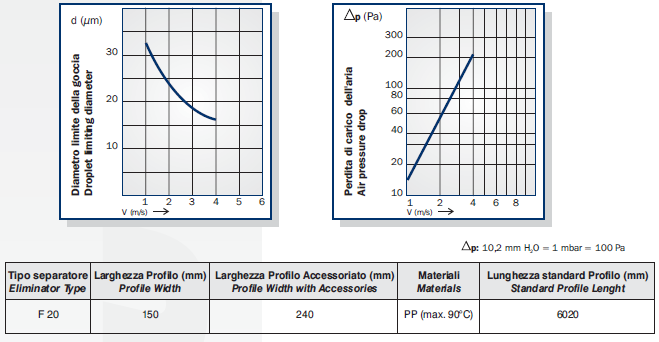 d (µm)
Diametro limite della goccia
Droplet limiting diameter
30
20
10
1 2 3 4 5 6
V (m/s)
Δp (Pa)
Perdita di carico dell'aria
Air pressure drop
300
200
100
80
60
40
20
10
1 2 4 6 8
V (m/s)
Δp: 10,2 mm H2O = 1 mbar = 100 Pa
Tipo separatore Larghezza Profilo (mm) Larghezza Profilo Accessoriato (mm) Materiali Lunghezza standard Profilo (mm)
Eliminator Type Profile Width Profile Width with Accessories Materials Standard Profile Lenght
F 20 150 240 PP (max. 90°C) 6020